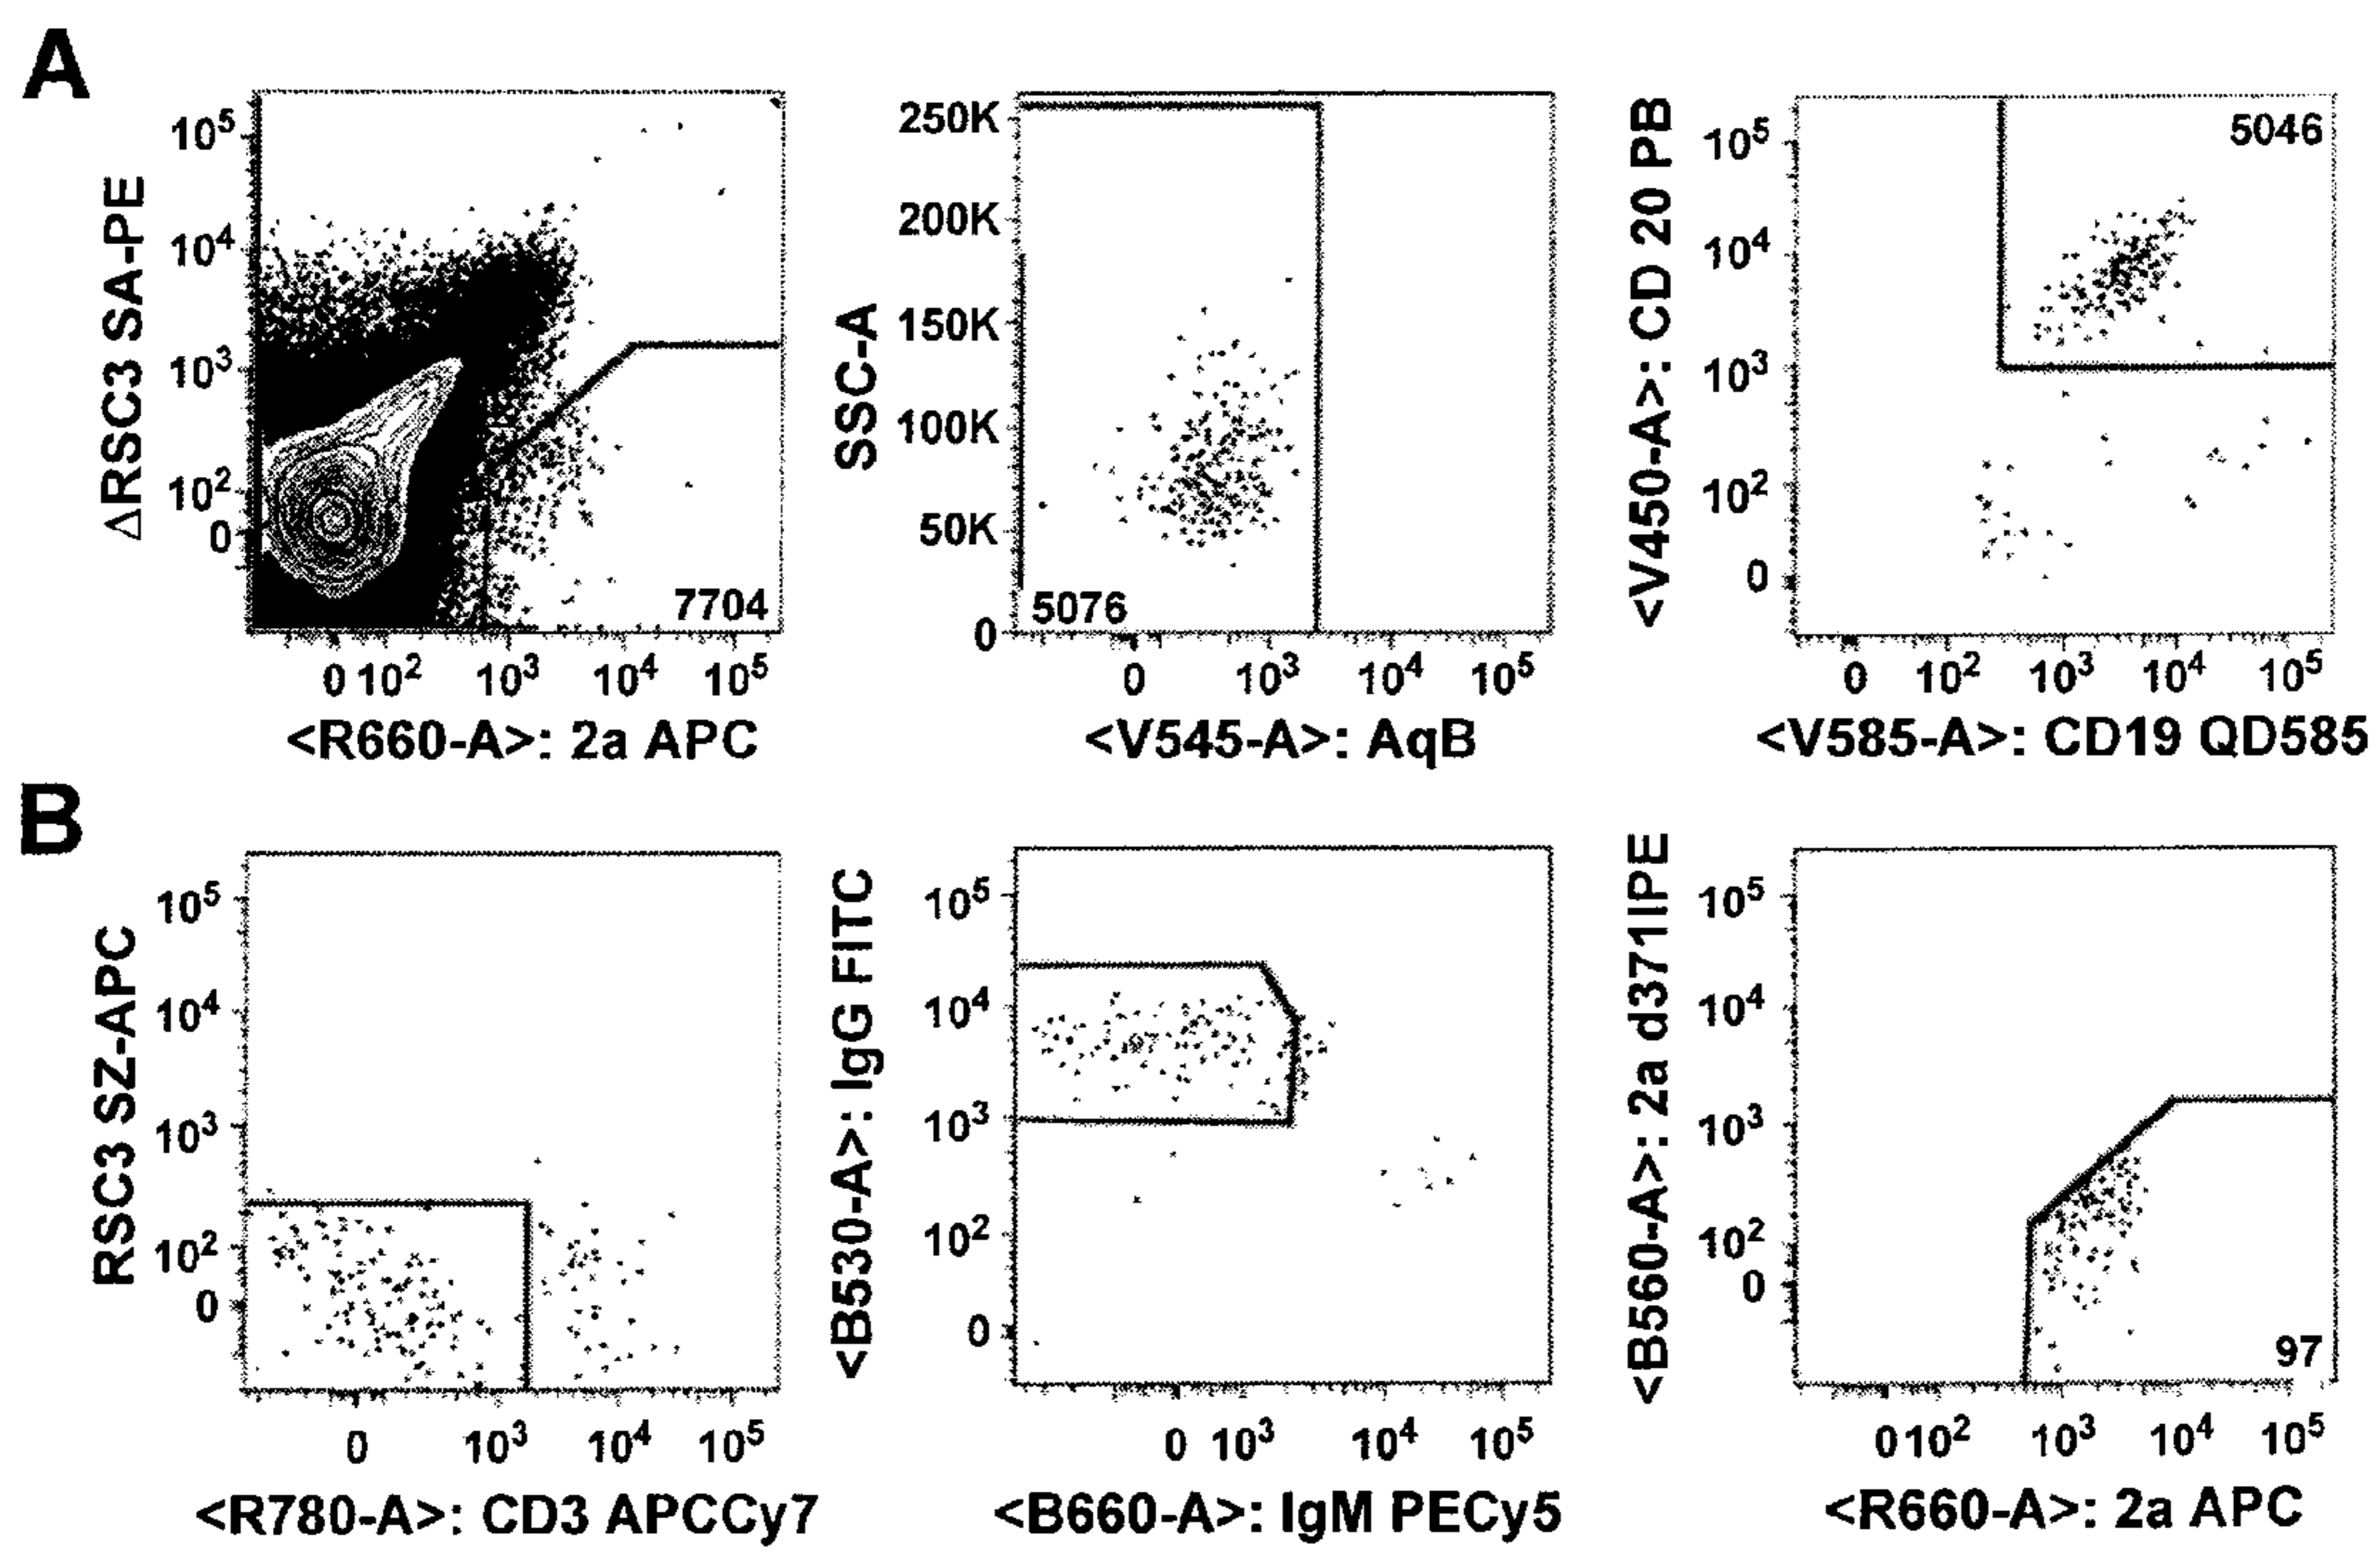 A
ΔRSC3 SA-PE
10⁵
10⁴
10³
10²
0
7704
0 10² 10³ 10⁴ 10⁵
<R660-A>: 2a APC
SSC-A
250K
200K
150K
100K
50K
0
5076
0 10³ 10⁴ 10⁵
<V545-A>: AqB
<V450-A>: CD 20 PB
10⁵
10⁴
10³
10²
0
5046
0 10² 10³ 10⁴ 10⁵
<V585-A>: CD19 QD585
B
RSC3 SZ-APC
10⁵
10⁴
10³
10²
0
0 10³ 10⁴ 10⁵
<R780-A>: CD3 APCCy7
<B530-A>: IgG FITC
10⁵
10⁴
10³
10²
0
0 10³ 10⁴ 10⁵
<B660-A>: IgM PECy5
<B560-A>: 2a d371IPE
10⁵
10⁴
10³
10²
0
97
0 10² 10³ 10⁴ 10⁵
<R660-A>: 2a APC